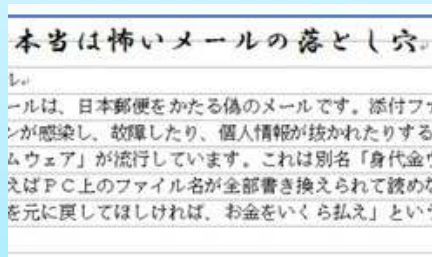 本当は怖いメールの落とし穴
ル
ールは、日本郵便をかたる偽のメールです。添付ファ
ンが感染し、故障したり、個人情報が抜かれたりする
ムウェア」が流行しています。これは別名「身代金ウ
えばＰＣ上のファイル名が全部書き換えられて読めな
を元に戻してほしければ、お金をいくら払え」という